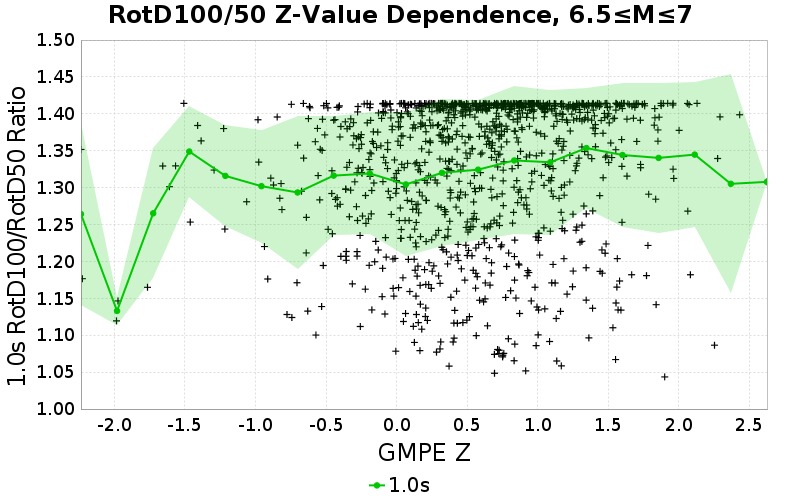 RotD100/50 Z-Value Dependence, 6.5≤M≤7
1.0s RotD100/RotD50 Ratio
1.50
1.45
1.40
1.35
1.30
1.25
1.20
1.15
1.10
1.05
1.00
-2.0 -1.5 -1.0 -0.5 0.0 0.5 1.0 1.5 2.0 2.5
GMPE Z
1.0s